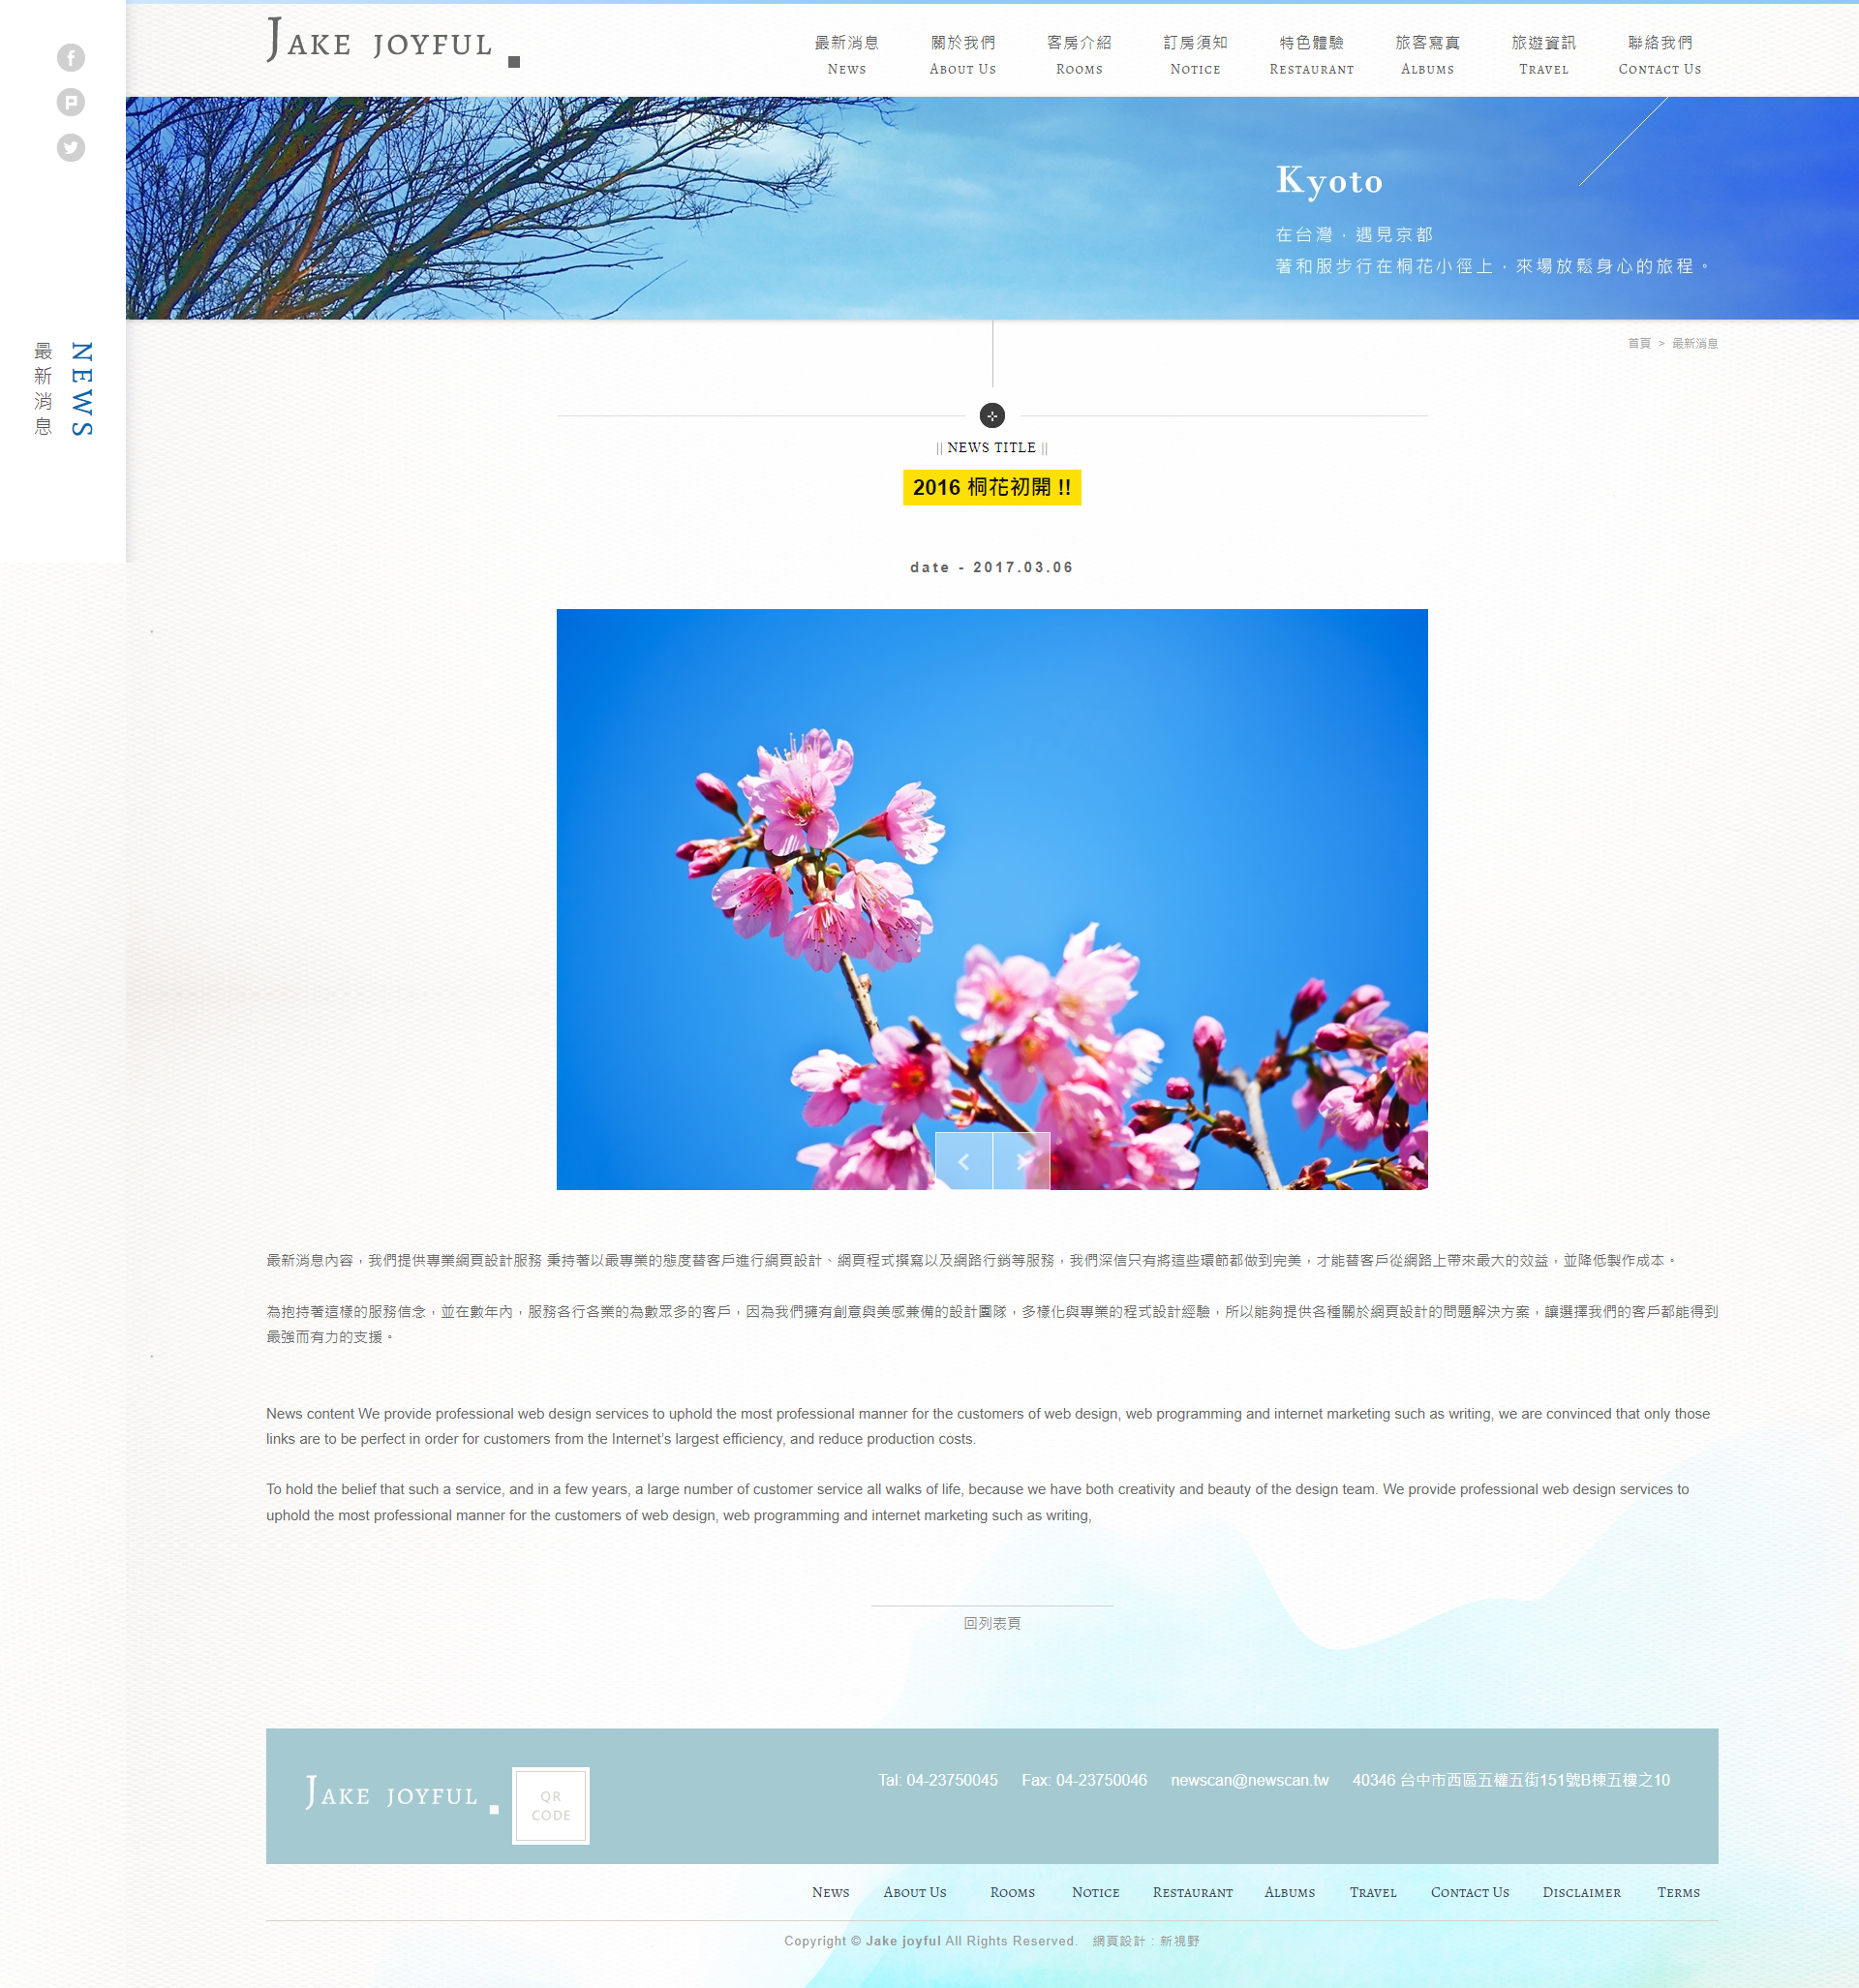 JAKE JOYFUL
最新消息 關於我們 客房介紹 訂房須知 特色體驗 旅客寫真 旅遊資訊 聯絡我們
NEWS ABOUT US ROOMS NOTICE RESTAURANT ALBUMS TRAVEL CONTACT US
Kyoto
在台灣，遇見京都
著和服步行在桐花小徑上，來場放鬆身心的旅程。
NEWS
最新消息
首頁 > 最新消息
|| NEWS TITLE ||
2016 桐花初開 !!
date - 2017.03.06
最新消息內容，我們提供專業網頁設計服務 秉持著以最專業的態度替客戶進行網頁設計、網頁程式撰寫以及網路行銷等服務，我們深信只有將這些環節都做到完美，才能替客戶從網路上帶來最大的效益，並降低製作成本。
為抱持著這樣的服務信念，並在數年內，服務各行各業的為數眾多的客戶，因為我們擁有創意與美感兼備的設計團隊，多樣化與專業的程式設計經驗，所以能夠提供各種關於網頁設計的問題解決方案，讓選擇我們的客戶都能得到
最強而有力的支援。
News content We provide professional web design services to uphold the most professional manner for the customers of web design, web programming and internet marketing such as writing, we are convinced that only those
links are to be perfect in order for customers from the Internet's largest efficiency, and reduce production costs.
To hold the belief that such a service, and in a few years, a large number of customer service all walks of life, because we have both creativity and beauty of the design team. We provide professional web design services to
uphold the most professional manner for the customers of web design, web programming and internet marketing such as writing,
回列表頁
JAKE JOYFUL
QR
CODE
Tal: 04-23750045 Fax: 04-23750046 newscan@newscan.tw 40346 台中市西區五權五街151號B棟五樓之10
NEWS ABOUT US ROOMS NOTICE RESTAURANT ALBUMS TRAVEL CONTACT US DISCLAIMER TERMS
Copyright © Jake joyful All Rights Reserved. 網頁設計：新視野